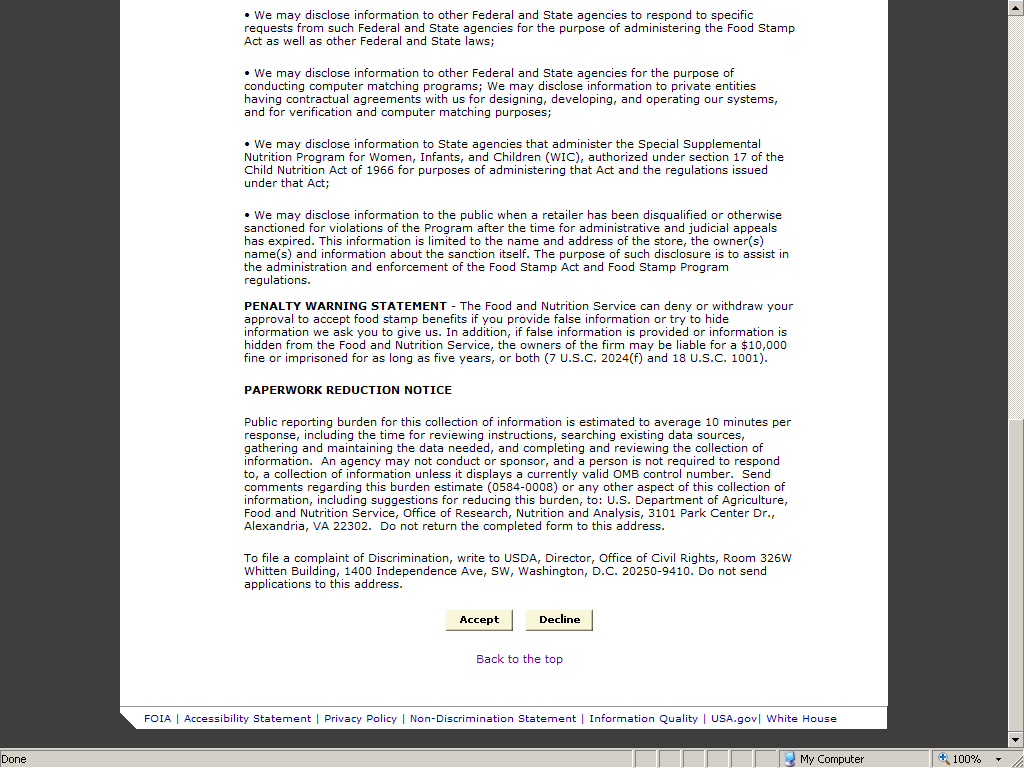 • We may disclose information to other Federal and State agencies to respond to specific
requests from such Federal and State agencies for the purpose of administering the Food Stamp
Act as well as other Federal and State laws;
• We may disclose information to other Federal and State agencies for the purpose of
conducting computer matching programs; We may disclose information to private entities
having contractual agreements with us for designing, developing, and operating our systems,
and for verification and computer matching purposes;
• We may disclose information to State agencies that administer the Special Supplemental
Nutrition Program for Women, Infants, and Children (WIC), authorized under section 17 of the
Child Nutrition Act of 1966 for purposes of administering that Act and the regulations issued
under that Act;
• We may disclose information to the public when a retailer has been disqualified or otherwise
sanctioned for violations of the Program after the time for administrative and judicial appeals
has expired. This information is limited to the name and address of the store, the owner(s)
name(s) and information about the sanction itself. The purpose of such disclosure is to assist in
the administration and enforcement of the Food Stamp Act and Food Stamp Program
regulations.
PENALTY WARNING STATEMENT - The Food and Nutrition Service can deny or withdraw your
approval to accept food stamp benefits if you provide false information or try to hide
information we ask you to give us. In addition, if false information is provided or information is
hidden from the Food and Nutrition Service, the owners of the firm may be liable for a $10,000
fine or imprisoned for as long as five years, or both (7 U.S.C. 2024(f) and 18 U.S.C. 1001).
PAPERWORK REDUCTION NOTICE
Public reporting burden for this collection of information is estimated to average 10 minutes per
response, including the time for reviewing instructions, searching existing data sources,
gathering and maintaining the data needed, and completing and reviewing the collection of
information.  An agency may not conduct or sponsor, and a person is not required to respond
to, a collection of information unless it displays a currently valid OMB control number.  Send
comments regarding this burden estimate (0584-0008) or any other aspect of this collection of
information, including suggestions for reducing this burden, to: U.S. Department of Agriculture,
Food and Nutrition Service, Office of Research, Nutrition and Analysis, 3101 Park Center Dr.,
Alexandria, VA 22302.  Do not return the completed form to this address.
To file a complaint of Discrimination, write to USDA, Director, Office of Civil Rights, Room 326W
Whitten Building, 1400 Independence Ave, SW, Washington, D.C. 20250-9410. Do not send
applications to this address.
Accept Decline
Back to the top
FOIA | Accessibility Statement | Privacy Policy | Non-Discrimination Statement | Information Quality | USA.gov| White House
Done My Computer 100%